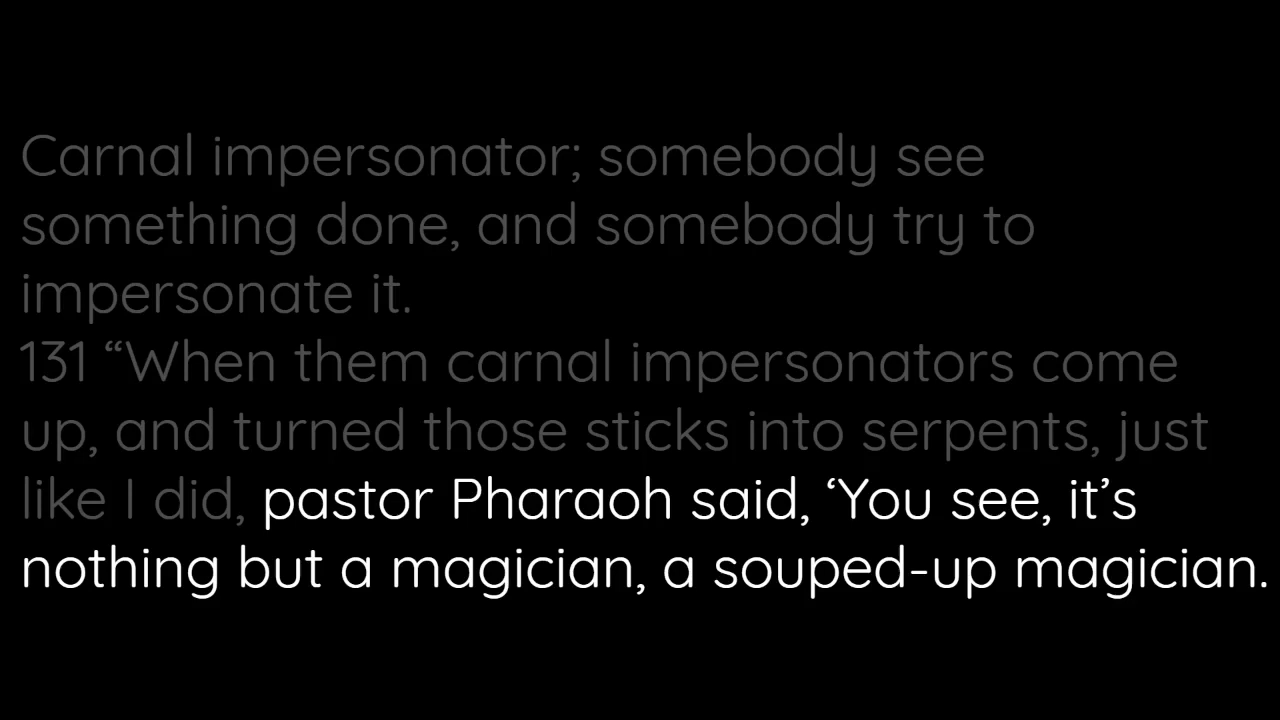 Carnal impersonator; somebody see
something done, and somebody try to
impersonate it.
131 “When them carnal impersonators come
up, and turned those sticks into serpents, just
like I did, pastor Pharaoh said, ‘You see, it’s
nothing but a magician, a souped-up magician.